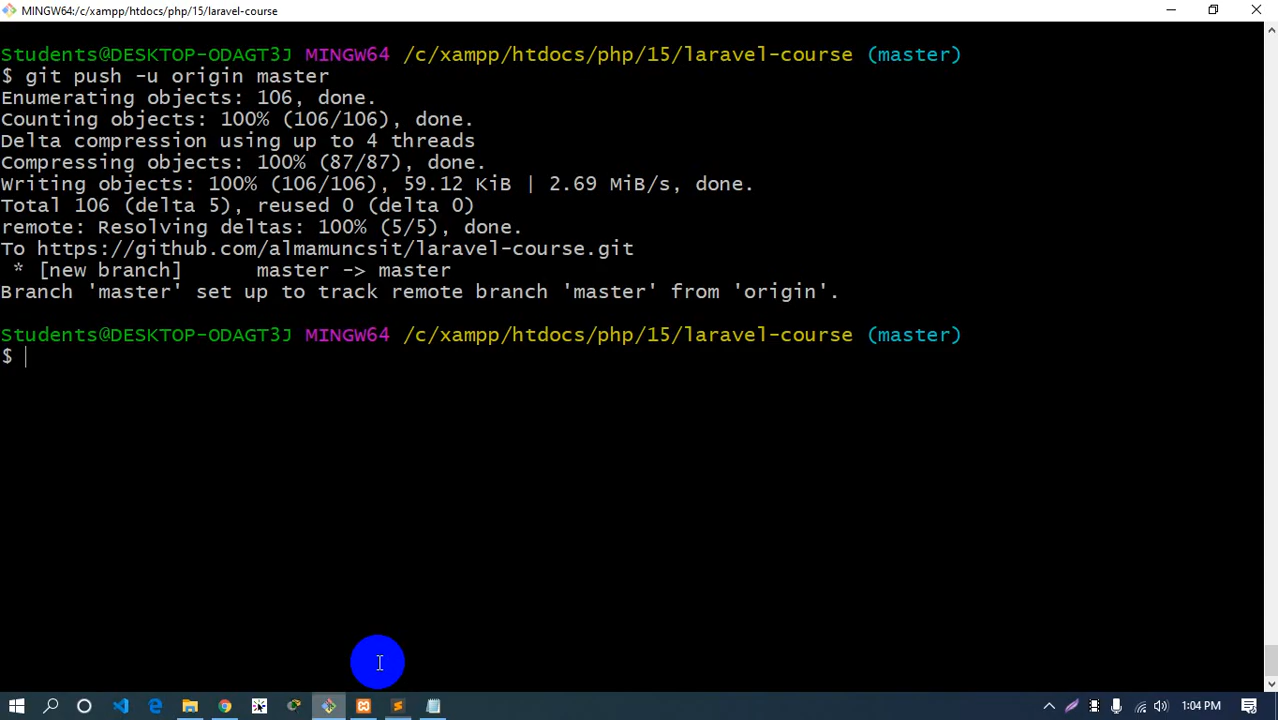 MINGW64:/c/xampp/htdocs/php/15/laravel-course
Students@DESKTOP-ODAGT3J MINGW64 /c/xampp/htdocs/php/15/laravel-course (master)
$ git push -u origin master
Enumerating objects: 106, done.
Counting objects: 100% (106/106), done.
Delta compression using up to 4 threads
Compressing objects: 100% (87/87), done.
Writing objects: 100% (106/106), 59.12 KiB | 2.69 MiB/s, done.
Total 106 (delta 5), reused 0 (delta 0)
remote: Resolving deltas: 100% (5/5), done.
To https://github.com/almamuncsit/laravel-course.git
 * [new branch]      master -> master
Branch 'master' set up to track remote branch 'master' from 'origin'.
Students@DESKTOP-ODAGT3J MINGW64 /c/xampp/htdocs/php/15/laravel-course (master)
$
1:04 PM